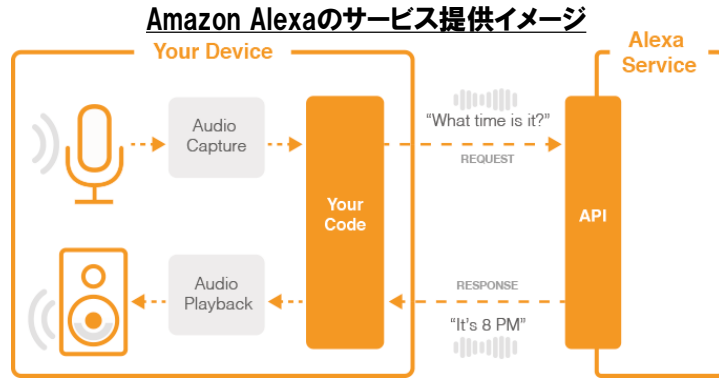 Amazon Alexaのサービス提供イメージ
Your Device
Alexa
Service
Audio
Capture
"What time is it?"
REQUEST
Your
Code
API
Audio
Playback
RESPONSE
"It's 8 PM"